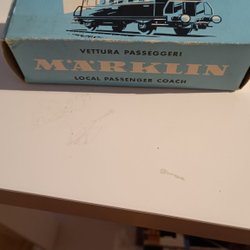 VETTURA PASSEGGERI
MÄRKLIN
LOCAL PASSENGER COACH